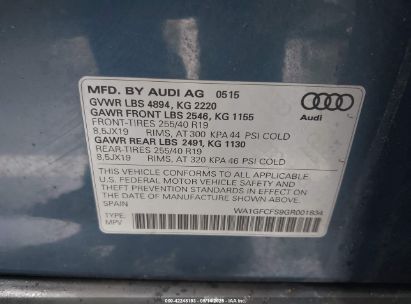 MFD. BY AUDI AG 0515
GVWR LBS 4894, KG 2220
GAWR FRONT LBS 2546, KG 1155
FRONT-TIRES 255/40 R19
8,5JX19 RIMS, AT 300 KPA 44 PSI COLD
GAWR REAR LBS 2491, KG 1130
REAR-TIRES 255/40 R19
8,5JX19 RIMS, AT 320 KPA 46 PSI COLD
THIS VEHICLE CONFORMS TO ALL APPLICABLE
U.S. FEDERAL MOTOR VEHICLE SAFETY AND
THEFT PREVENTION STANDARDS IN EFFECT ON THE
DATE OF MANUFACTURE SHOWN ABOVE.
SPAIN
TYPE:
MPV
WA1GFCFS9GR001834
Audi